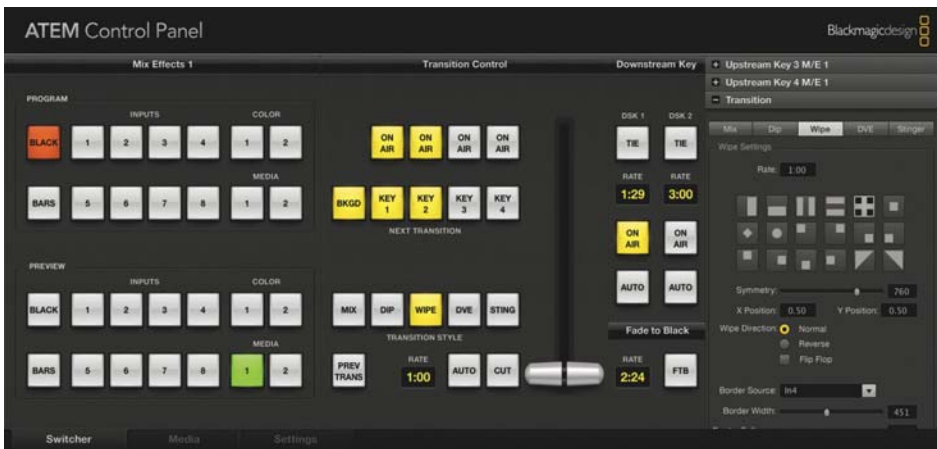 ATEM Control Panel
Blackmagicdesign
Mix Effects 1
Transition Control
Downstream Key
Upstream Key 3 M/E 1
Upstream Key 4 M/E 1
Transition
PROGRAM
INPUTS
COLOR
BLACK 1 2 3 4 1 2
MEDIA
BARS 5 6 7 8 1 2
PREVIEW
INPUTS
COLOR
BLACK 1 2 3 4 1 2
MEDIA
BARS 5 6 7 8 1 2
ON AIR ON AIR ON AIR ON AIR
BKGD KEY 1 KEY 2 KEY 3 KEY 4
NEXT TRANSITION
MIX DIP WIPE DVE STING
TRANSITION STYLE
PREV TRANS
RATE
1:00
AUTO CUT
DSK 1 DSK 2
TIE TIE
RATE RATE
1:29 3:00
ON AIR ON AIR
AUTO AUTO
Fade to Black
RATE
2:24
FTB
Mix Dip Wipe DVE Stinger
Wipe Settings
Rate: 1:00
Symmetry: 760
X Position: 0.50 Y Position: 0.50
Wipe Direction: Normal
Reverse
Flip Flop
Border Source: In4
Border Width: 451
Switcher Media Settings